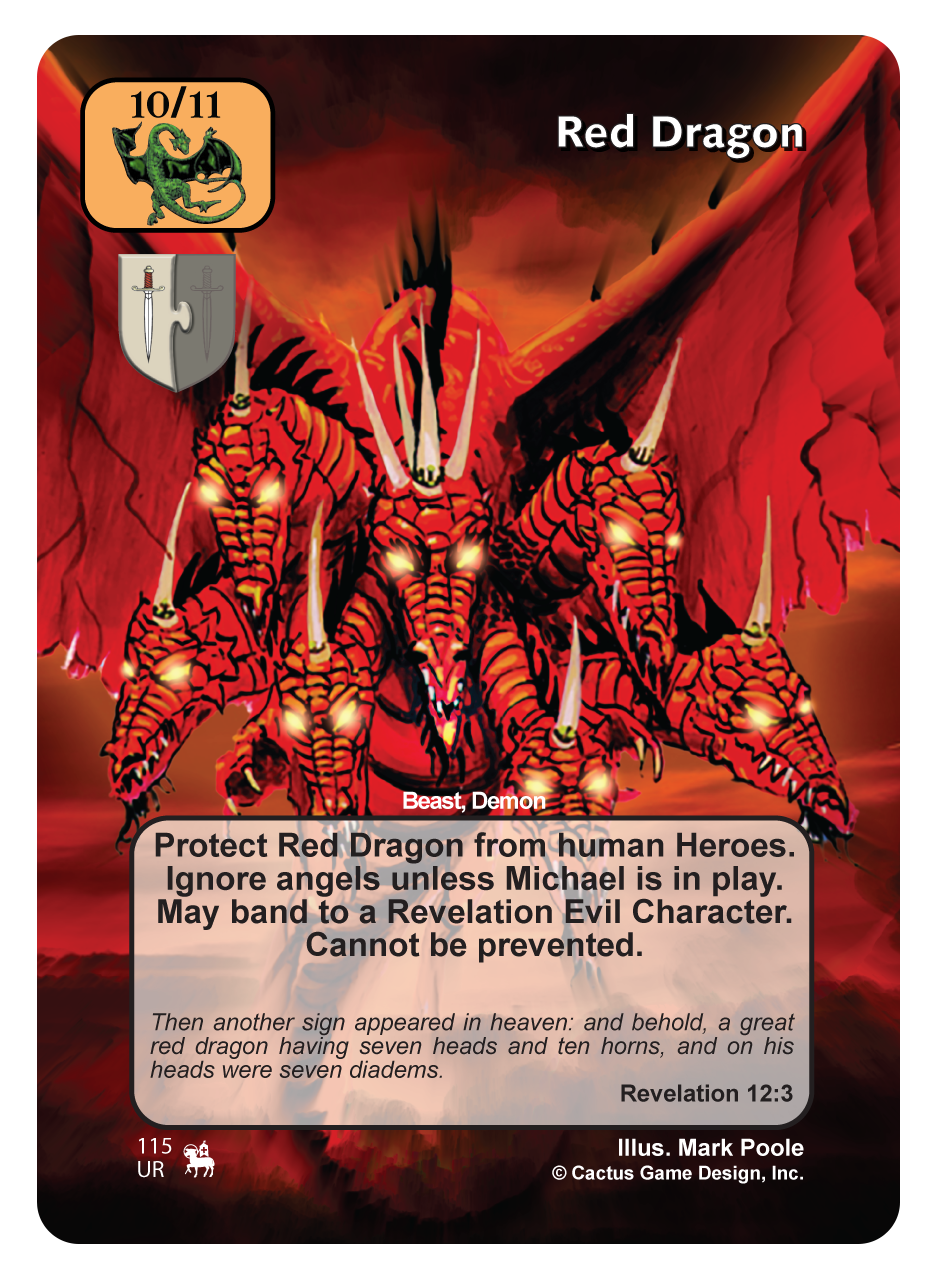 10/11
Red Dragon
Beast, Demon
Protect Red Dragon from human Heroes.
Ignore angels unless Michael is in play.
May band to a Revelation Evil Character.
Cannot be prevented.
Then another sign appeared in heaven: and behold, a great
red dragon having seven heads and ten horns, and on his
heads were seven diadems.
Revelation 12:3
115
UR
Illus. Mark Poole
© Cactus Game Design, Inc.